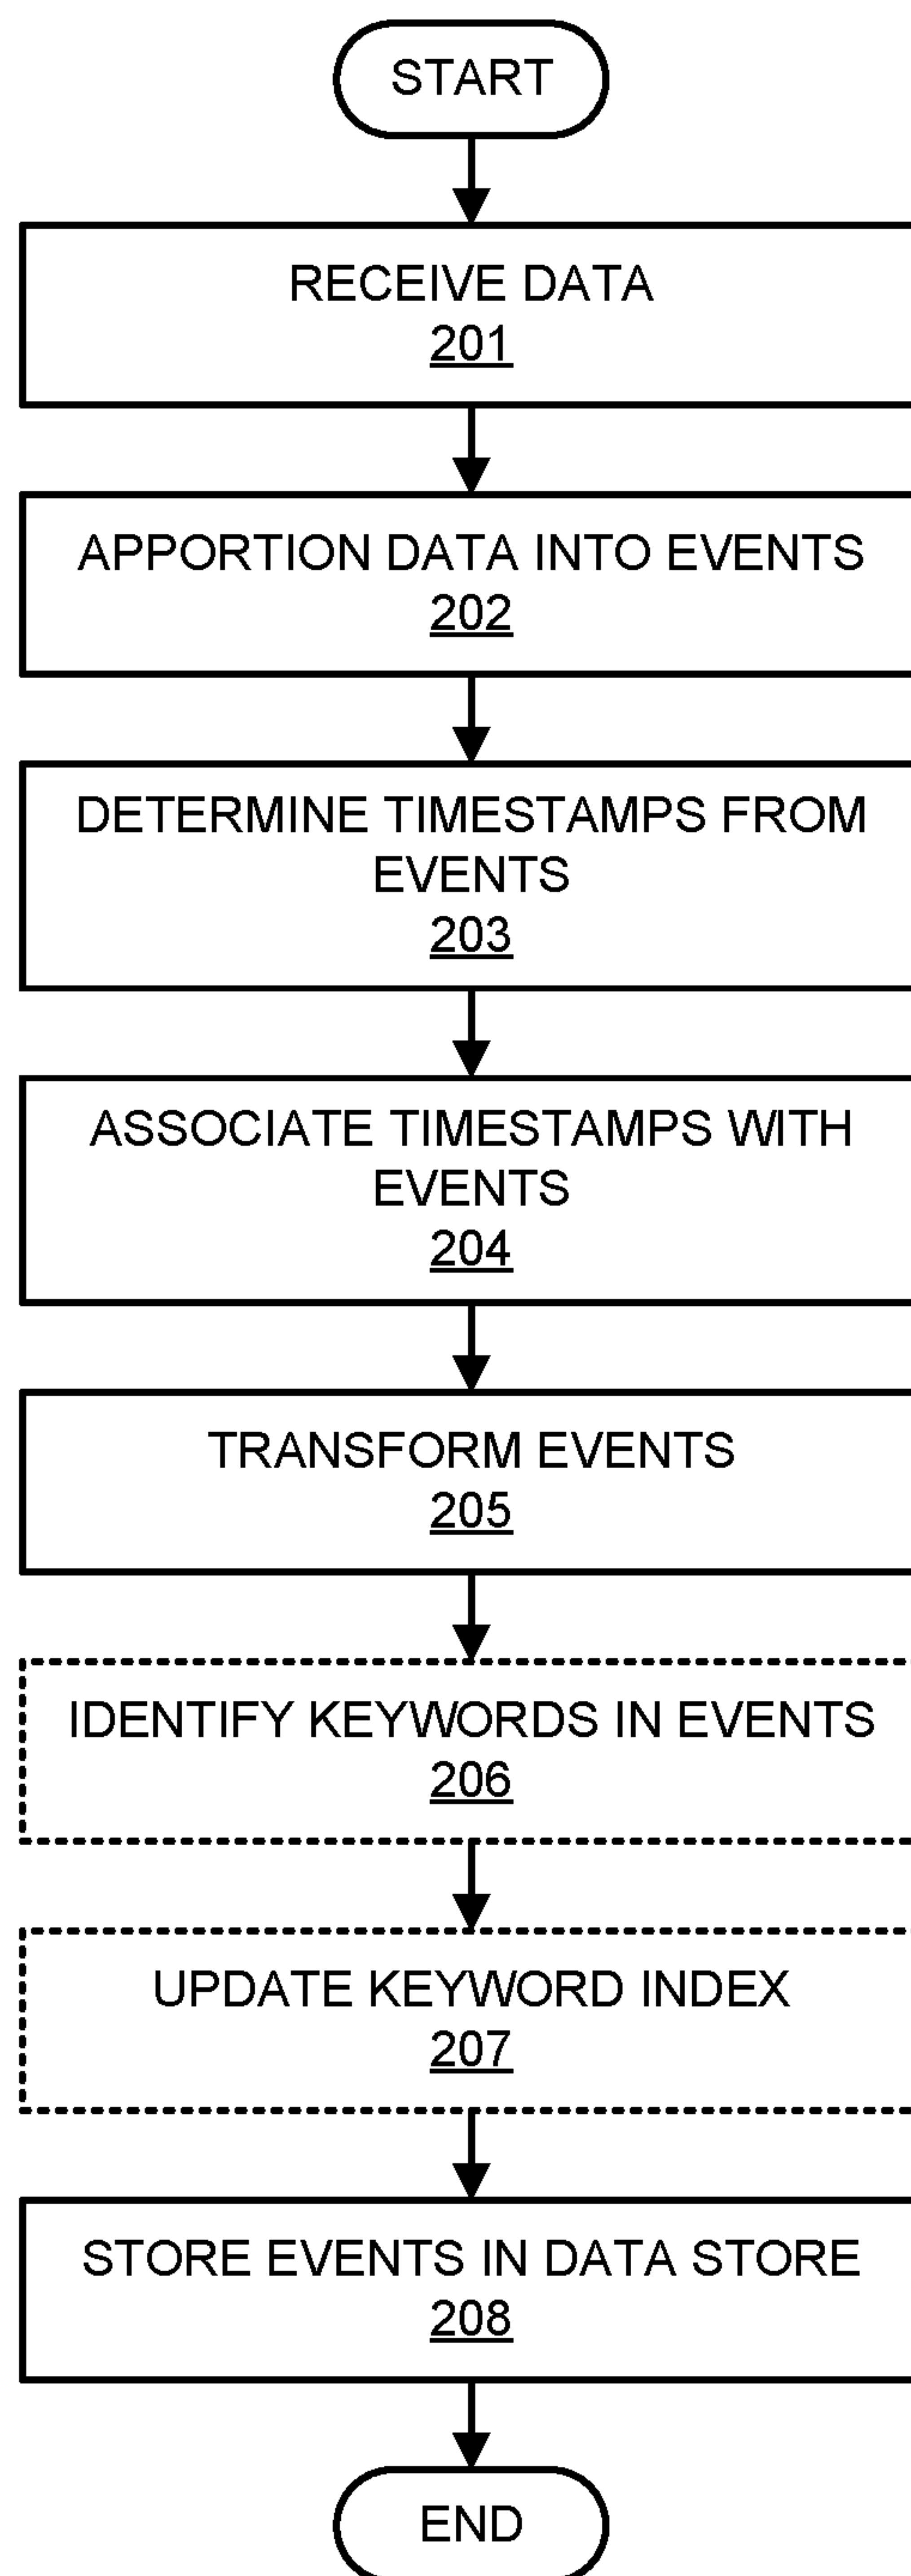 START
RECEIVE DATA
201
APPORTION DATA INTO EVENTS
202
DETERMINE TIMESTAMPS FROM
EVENTS
203
ASSOCIATE TIMESTAMPS WITH
EVENTS
204
TRANSFORM EVENTS
205
IDENTIFY KEYWORDS IN EVENTS
206
UPDATE KEYWORD INDEX
207
STORE EVENTS IN DATA STORE
208
END